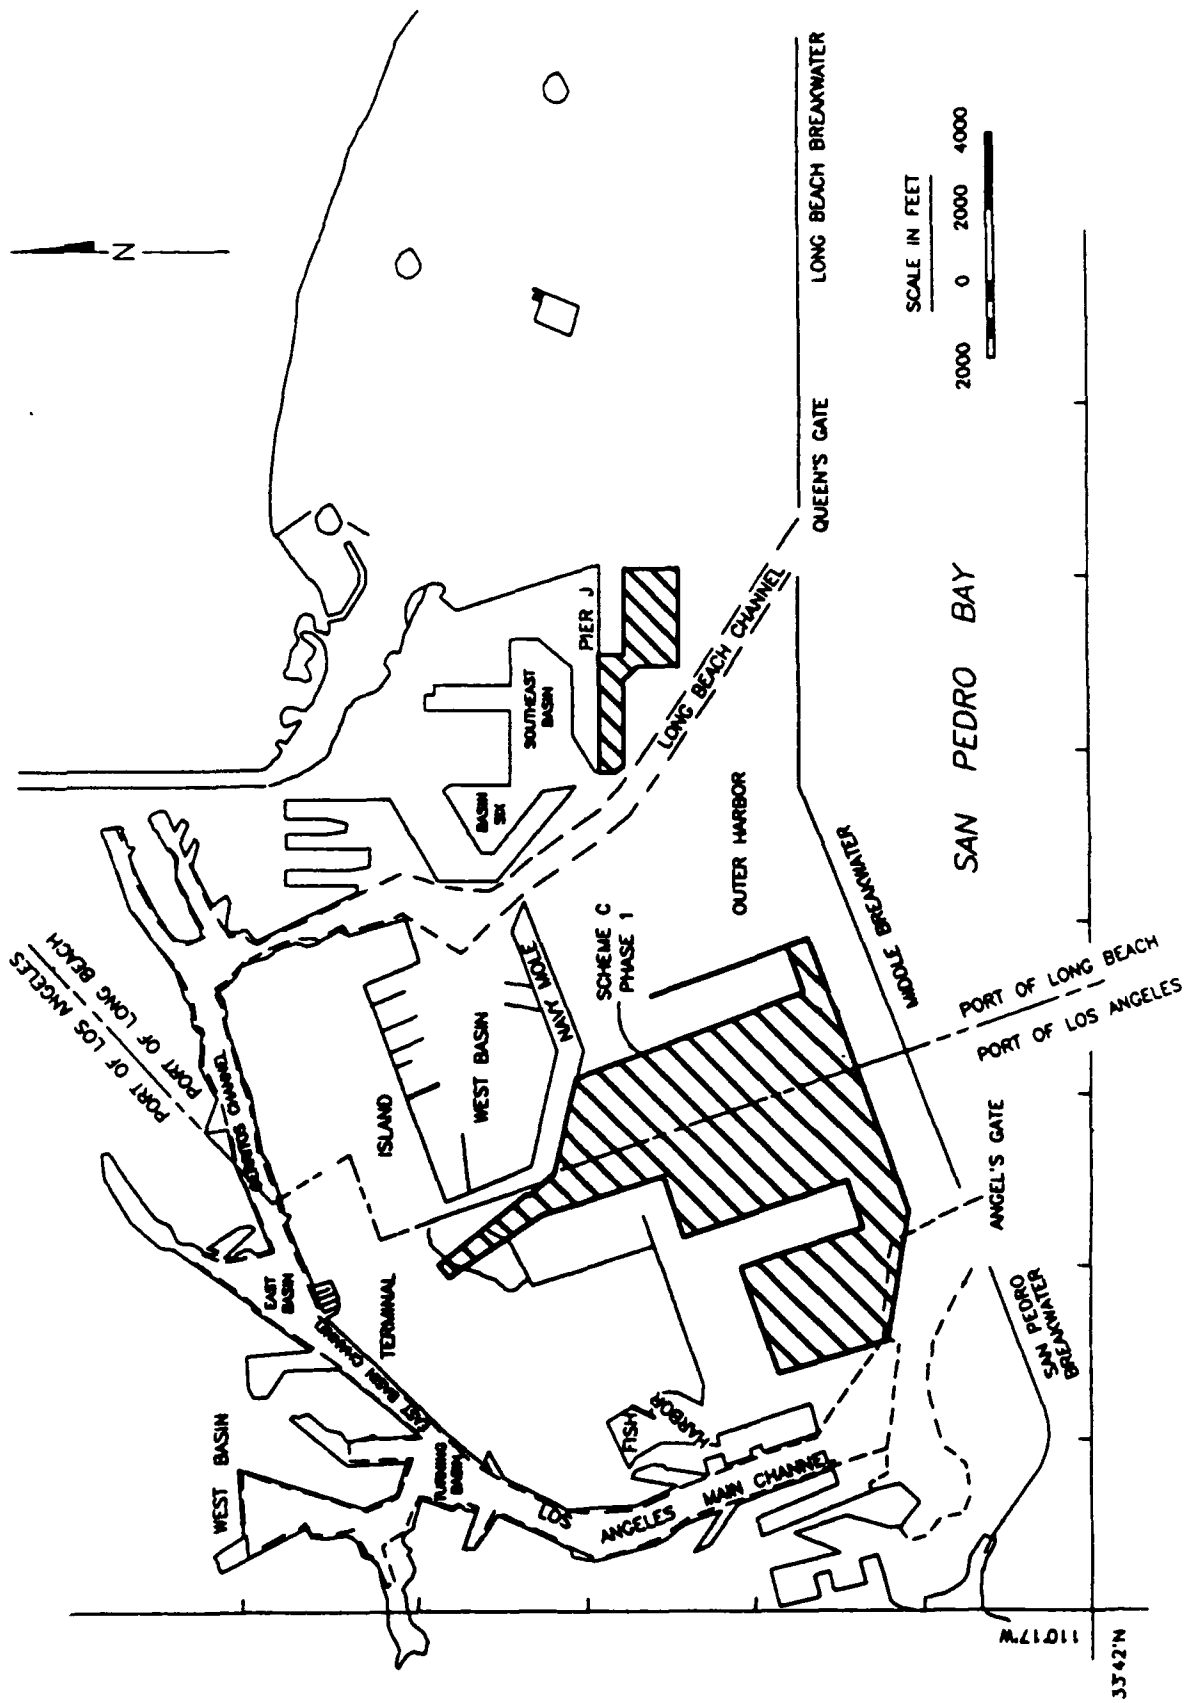 N
PORT OF LOS ANGELES
PORT OF LONG BEACH
CERRITOS CHANNEL
WEST BASIN
EAST
BASIN
EAST BASIN CHANNEL
TURNING
BASIN
TERMINAL
ISLAND
WEST BASIN
NAVY MOLE
BASIN
SIX
SOUTHEAST
BASIN
PIER J
LONG BEACH CHANNEL
LOS
ANGELES
MAIN CHANNEL
FISH
HARBOR
SCHEME C
PHASE 1
OUTER HARBOR
QUEEN'S GATE
LONG BEACH BREAKWATER
MIDDLE BREAKWATER
ANGEL'S GATE
SAN PEDRO
BREAKWATER
PORT OF LONG BEACH
PORT OF LOS ANGELES
SAN PEDRO BAY
SCALE IN FEET
2000 0 2000 4000
110°17'W
33°42'N